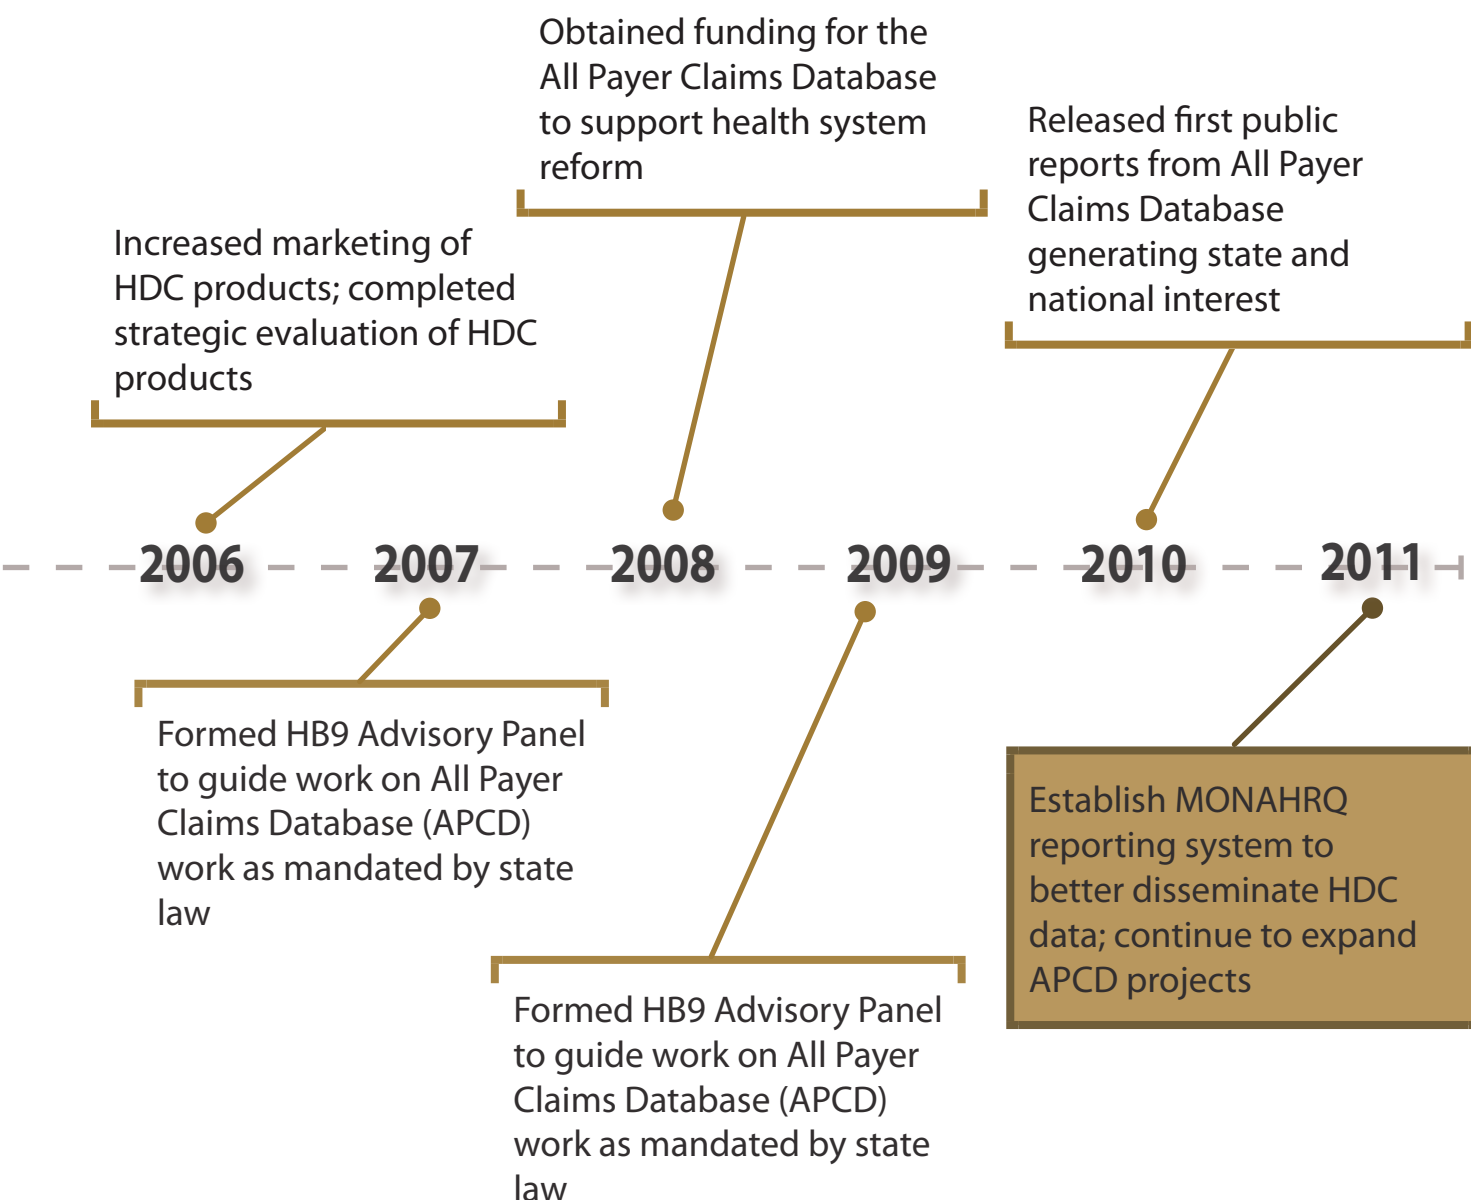 Obtained funding for the
All Payer Claims Database
to support health system
reform
Released first public
reports from All Payer
Claims Database
generating state and
national interest
Increased marketing of
HDC products; completed
strategic evaluation of HDC
products
2006
2007
2008
2009
2010
2011
Formed HB9 Advisory Panel
to guide work on All Payer
Claims Database (APCD)
work as mandated by state
law
Establish MONAHRQ
reporting system to
better disseminate HDC
data; continue to expand
APCD projects
Formed HB9 Advisory Panel
to guide work on All Payer
Claims Database (APCD)
work as mandated by state
law